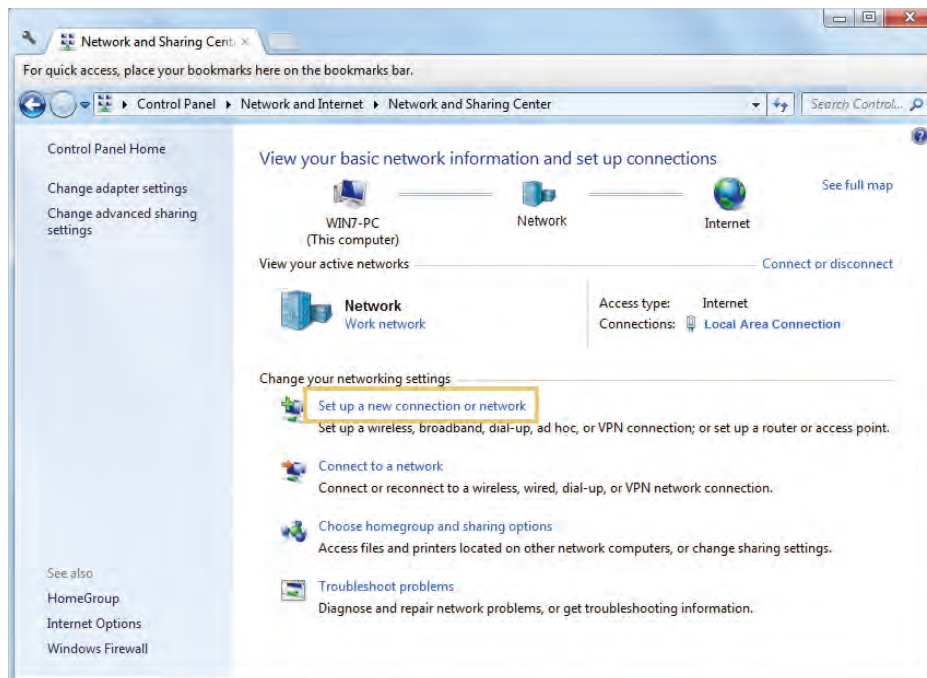 Network and Sharing Cent
For quick access, place your bookmarks here on the bookmarks bar.
Control Panel Network and Internet Network and Sharing Center
Search Control...
Control Panel Home
Change adapter settings
Change advanced sharing
settings
View your basic network information and set up connections
See full map
WIN7-PC
(This computer)
Network
Internet
View your active networks
Connect or disconnect
Network
Work network
Access type: Internet
Connections: Local Area Connection
Change your networking settings
Set up a new connection or network
Set up a wireless, broadband, dial-up, ad hoc, or VPN connection; or set up a router or access point.
Connect to a network
Connect or reconnect to a wireless, wired, dial-up, or VPN network connection.
Choose homegroup and sharing options
Access files and printers located on other network computers, or change sharing settings.
Troubleshoot problems
Diagnose and repair network problems, or get troubleshooting information.
See also
HomeGroup
Internet Options
Windows Firewall